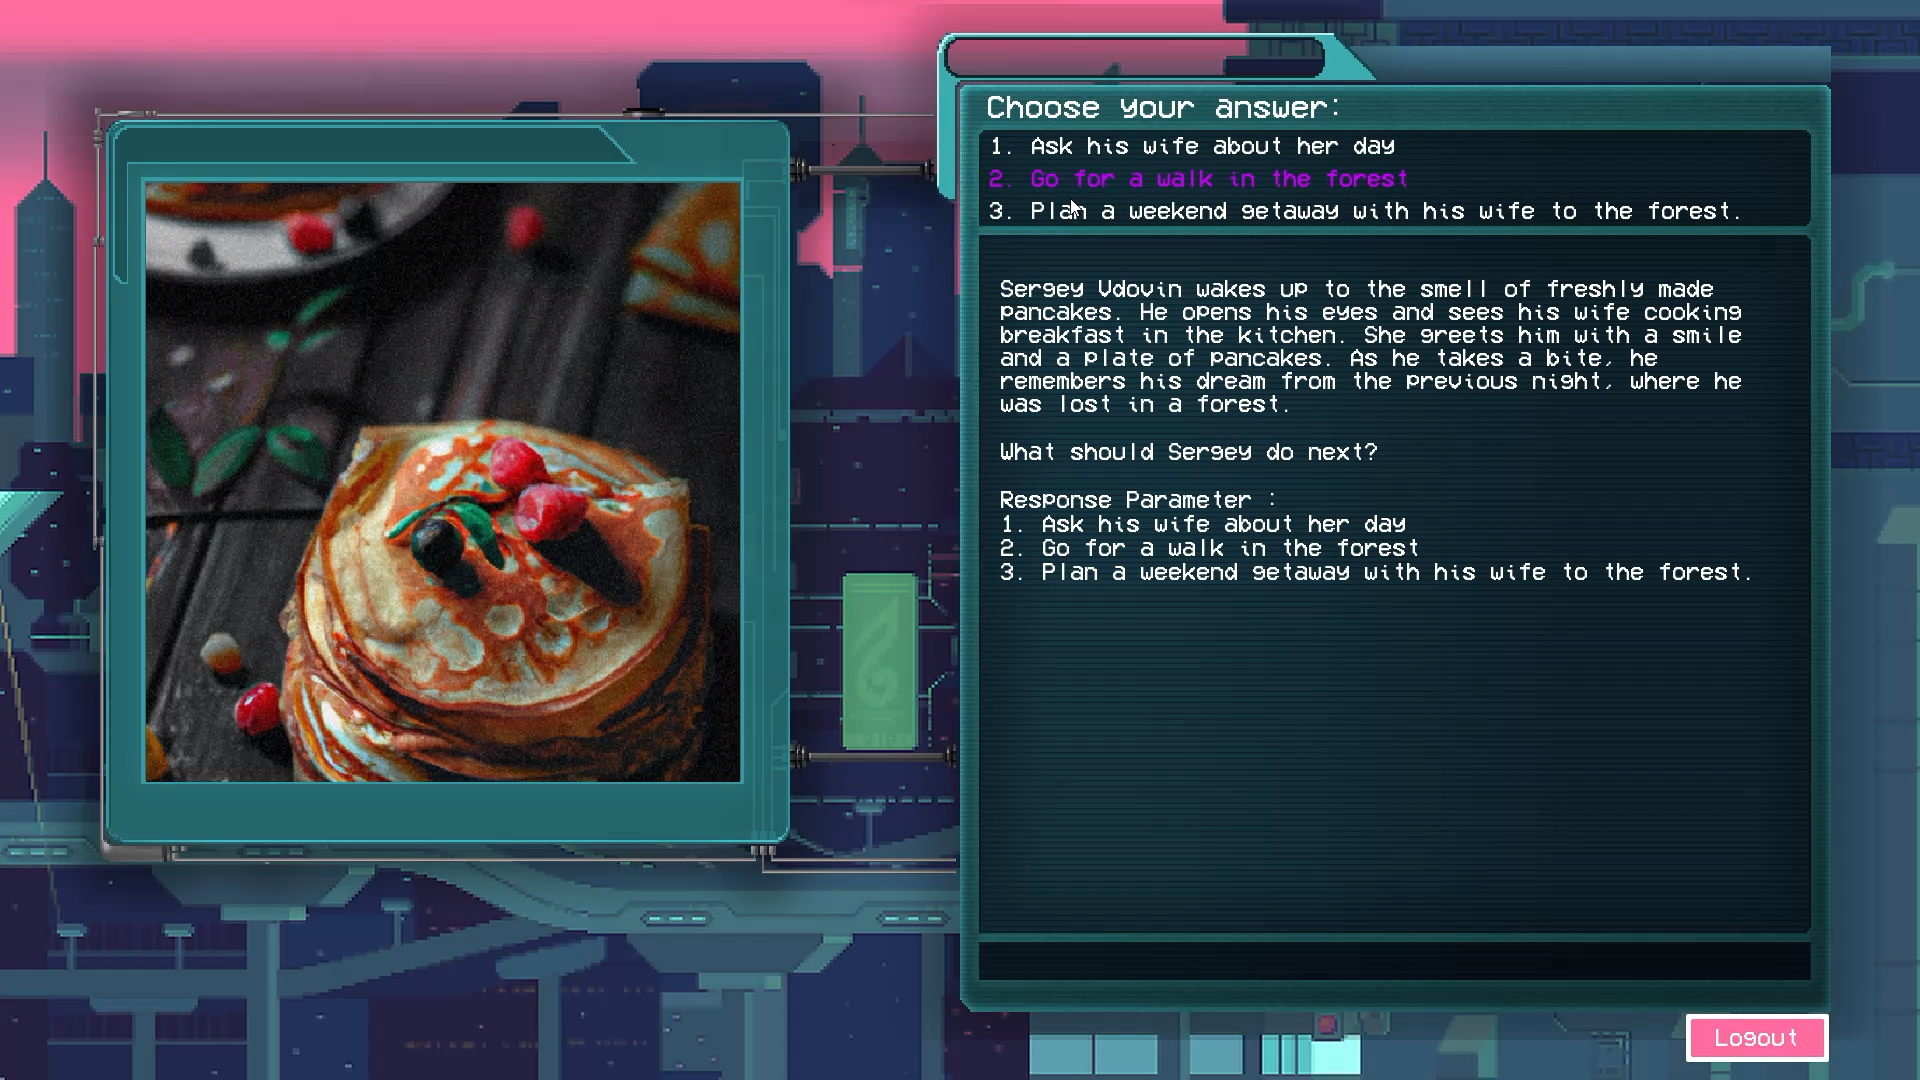 Choose your answer:
1. Ask his wife about her day
2. Go for a walk in the forest
3. Plan a weekend getaway with his wife to the forest.
Sergey Vdovin wakes up to the smell of freshly made
pancakes. He opens his eyes and sees his wife cooking
breakfast in the kitchen. She greets him with a smile
and a plate of pancakes. As he takes a bite, he
remembers his dream from the previous night, where he
was lost in a forest.
What should Sergey do next?
Response Parameter :
1. Ask his wife about her day
2. Go for a walk in the forest
3. Plan a weekend getaway with his wife to the forest.
Logout